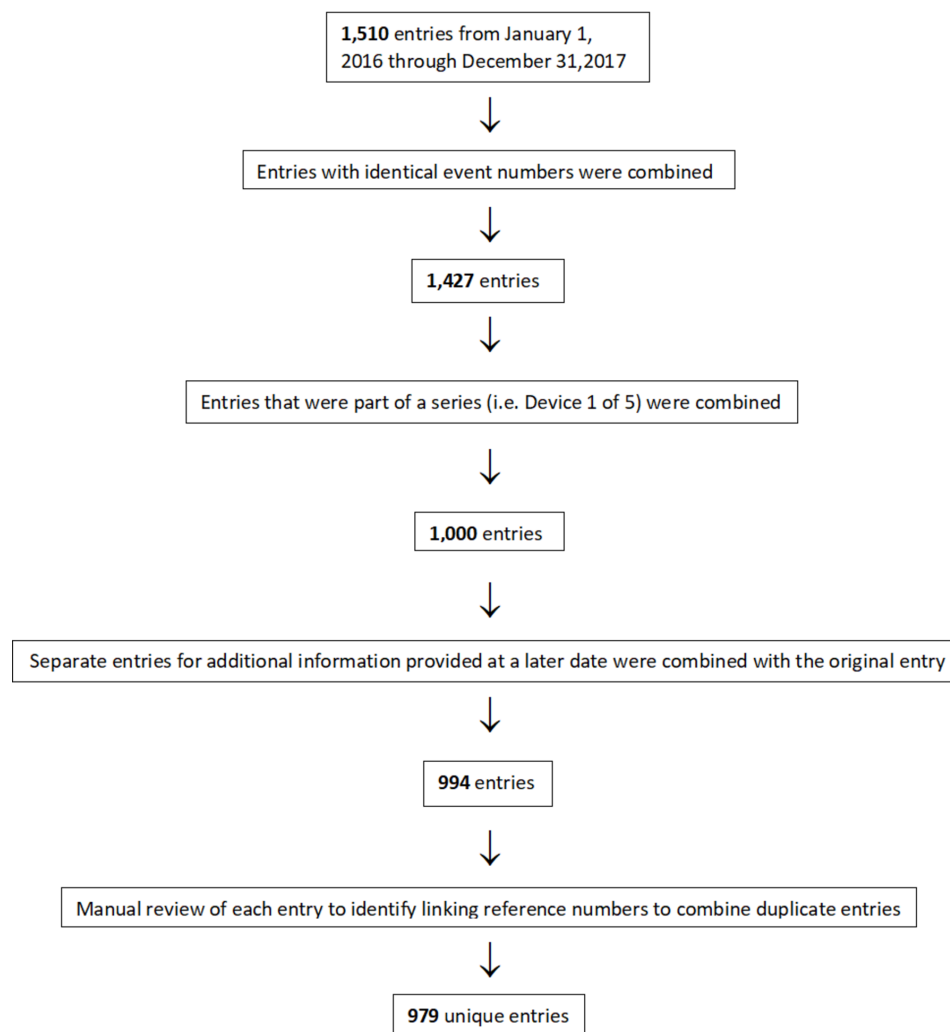 1,510 entries from January 1,
2016 through December 31,2017
Entries with identical event numbers were combined
1,427 entries
Entries that were part of a series (i.e. Device 1 of 5) were combined
1,000 entries
Separate entries for additional information provided at a later date were combined with the original entry
994 entries
Manual review of each entry to identify linking reference numbers to combine duplicate entries
979 unique entries